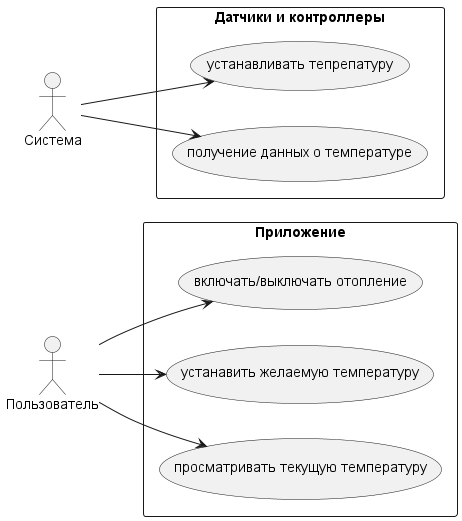 Датчики и контроллеры
устанавливать тепрепатуру
Система
получение данных о температуре
Приложение
включать/выключать отопление
Пользователь
устанавить желаемую температуру
просматривать текущую температуру